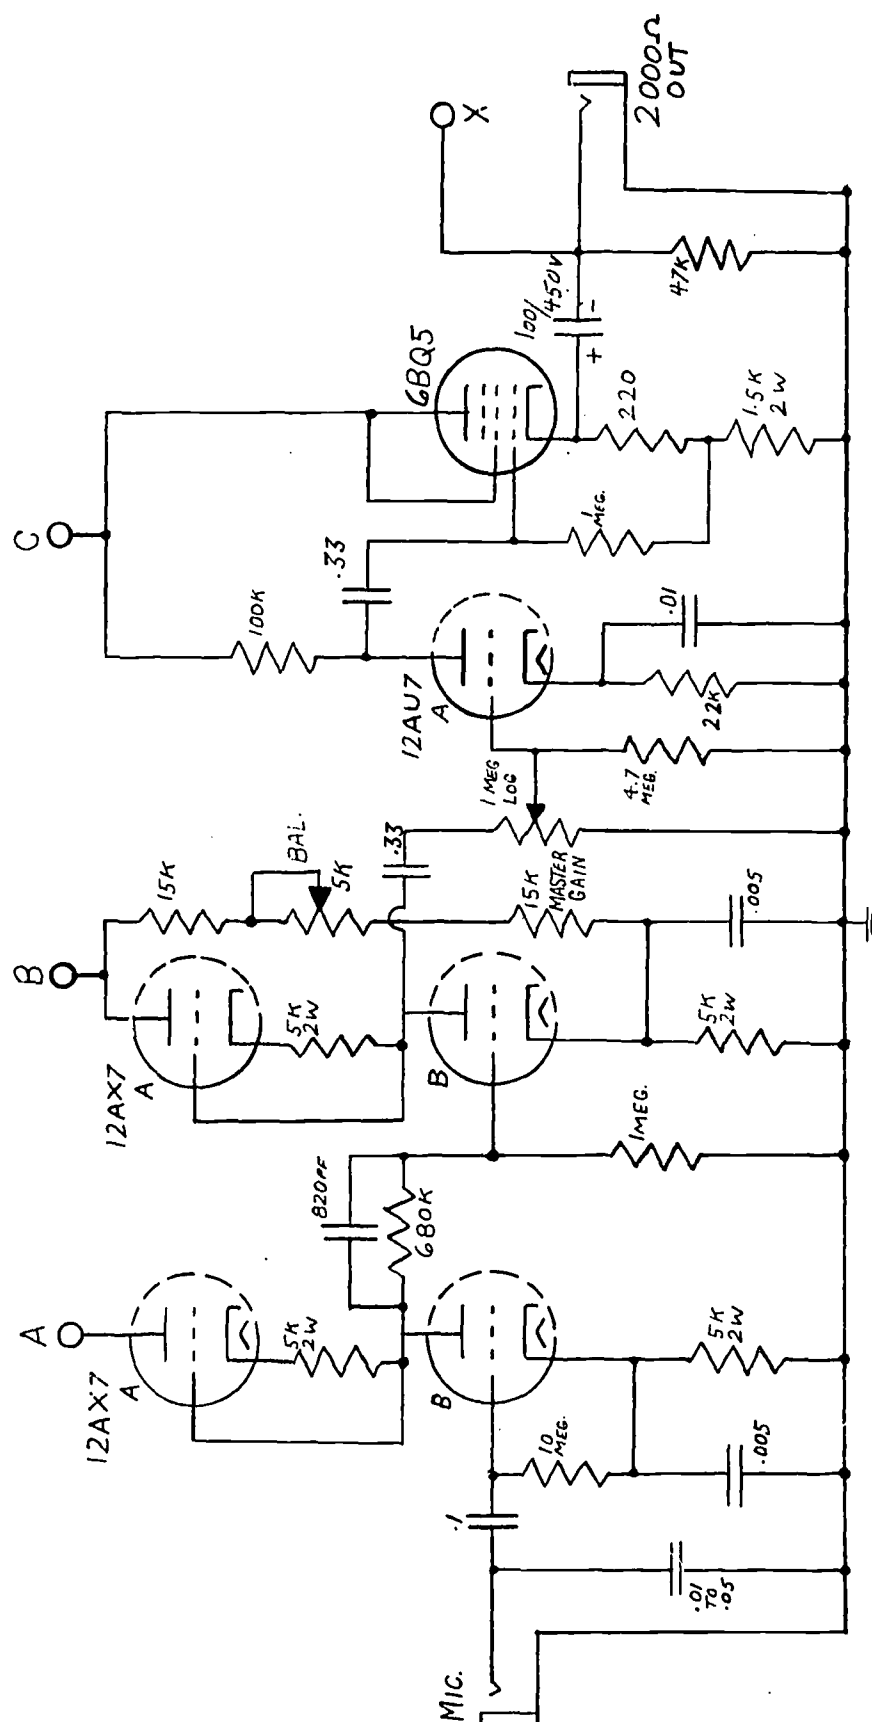 MIC.
.01
TO
.05
.1
10
MEG.
.005
5K
2W
B
5K
2W
12AX7
A
A
820PF
680K
1MEG.
12AX7
A
5K
2W
B
B
5K
2W
.005
15K
BAL.
5K
15K
MASTER
GAIN
.33
1 MEG
LOG
4.7
MEG.
12AU7
A
22K
.01
100K
.33
C
1
MEG.
6BQ5
220
1.5K
2W
100/
450V
+
-
47K
X
2000Ω
OUT